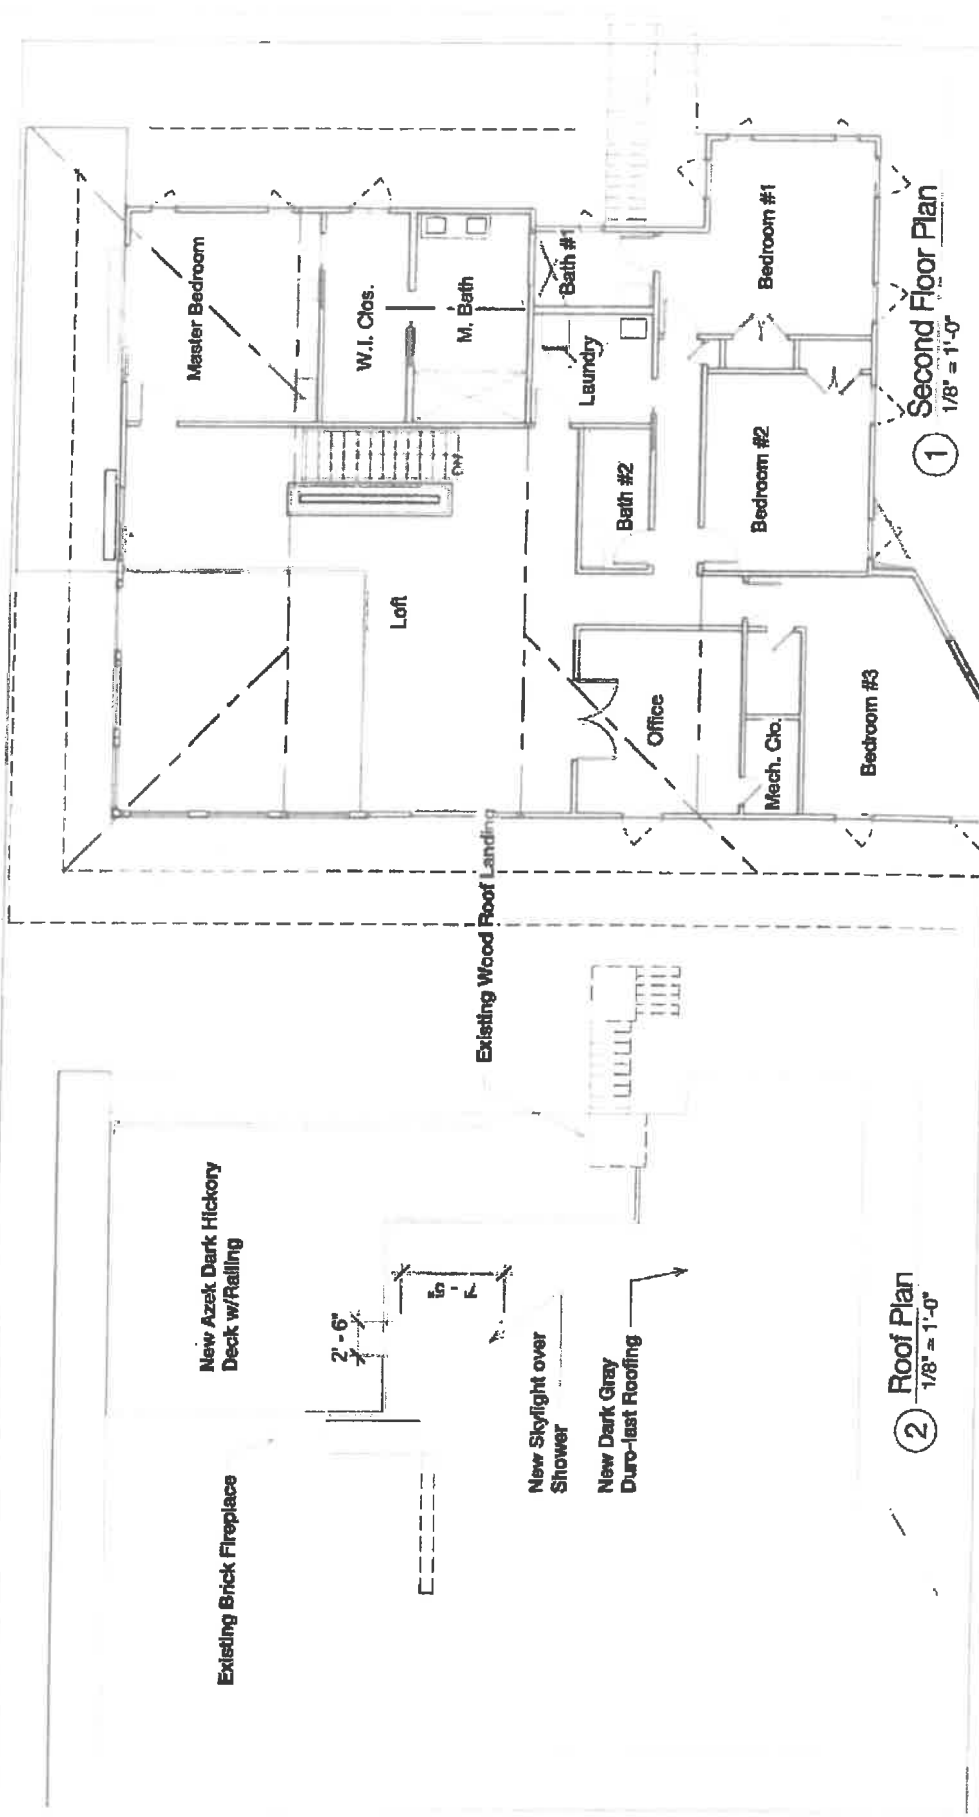 Master Bedroom
W.I. Clos.
M. Bath
Bath #1
Bedroom #1
Laundry
DN
Loft
Bath #2
Bedroom #2
Office
Mech. Clo.
Bedroom #3
1
Second Floor Plan
1/8" = 1'-0"
Existing Wood Roof Landing
New Azek Dark Hickory
Deck w/Railing
2' - 6"
7' - 5"
Existing Brick Fireplace
New Skylight over
Shower
New Dark Gray
Duro-last Roofing
2
Roof Plan
1/8" = 1'-0"